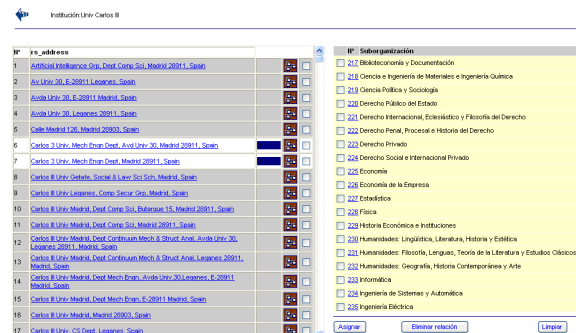 Institución:Univ Carlos III
Nº rs_address
1 Artificial Intelligence Grp, Dept Comp Sci, Madrid 28911, Spain
2 Av Univ 30, E-28911 Leganes, Spain
3 Avda Univ 30, E-28911 Madrid, Spain
4 Avda Univ 30, Leganes 28911, Spain
5 Calle Madrid 126, Madrid 28903, Spain
6 Carlos 3 Univ, Mech Engn Dept, Avd Univ 30, Madrid 28911, Spain
7 Carlos 3 Univ, Mech Engn Dept, Madrid 28911, Spain
8 Carlos III Univ Getafe, Social & Law Sci Sch, Madrid, Spain
9 Carlos III Univ Leganes, Comp Secur Grp, Madrid, Spain
10 Carlos III Univ Madrid, Dept Comp Sci, Butarque 15, Madrid 28911, Spain
11 Carlos III Univ Madrid, Dept Comp Sci, Madrid 28911, Spain
12 Carlos III Univ Madrid, Dept Continuum Mech & Struct Anal, Avda Univ 30,
Leganes 28911, Madrid, Spain
13 Carlos III Univ Madrid, Dept Continuum Mech & Struct Anal, Leganes 28911,
Madrid, Spain
14 Carlos III Univ Madrid, Dept Mech Engn, Avda Univ 30,Leganes, E-28911
Madrid, Spain
15 Carlos III Univ Madrid, Dept Mech Engn, E-28911 Madrid, Spain
16 Carlos III Univ Madrid, Madrid 28903, Spain
17 Carlos III Univ, CS Dept, Leganes, Spain
Nº Suborganización
217 Biblioteconomía y Documentación
218 Ciencia e Ingeniería de Materiales e Ingeniería Química
219 Ciencia Política y Sociología
220 Derecho Público del Estado
221 Derecho Internacional, Eclesiástico y Filosofía del Derecho
222 Derecho Penal, Procesal e Historia del Derecho
223 Derecho Privado
224 Derecho Social e Internacional Privado
225 Economía
226 Economía de la Empresa
227 Estadística
228 Física
229 Historia Económica e Instituciones
230 Humanidades: Lingüística, Literatura, Historia y Estética
231 Humanidades: Filosofía, Lenguas, Teoría de la Literatura y Estudios Clásicos
232 Humanidades: Geografía, Historia Contemporánea y Arte
233 Informática
234 Ingeniería de Sistemas y Automática
235 Ingeniería Eléctrica
Asignar Eliminar relación Limpiar